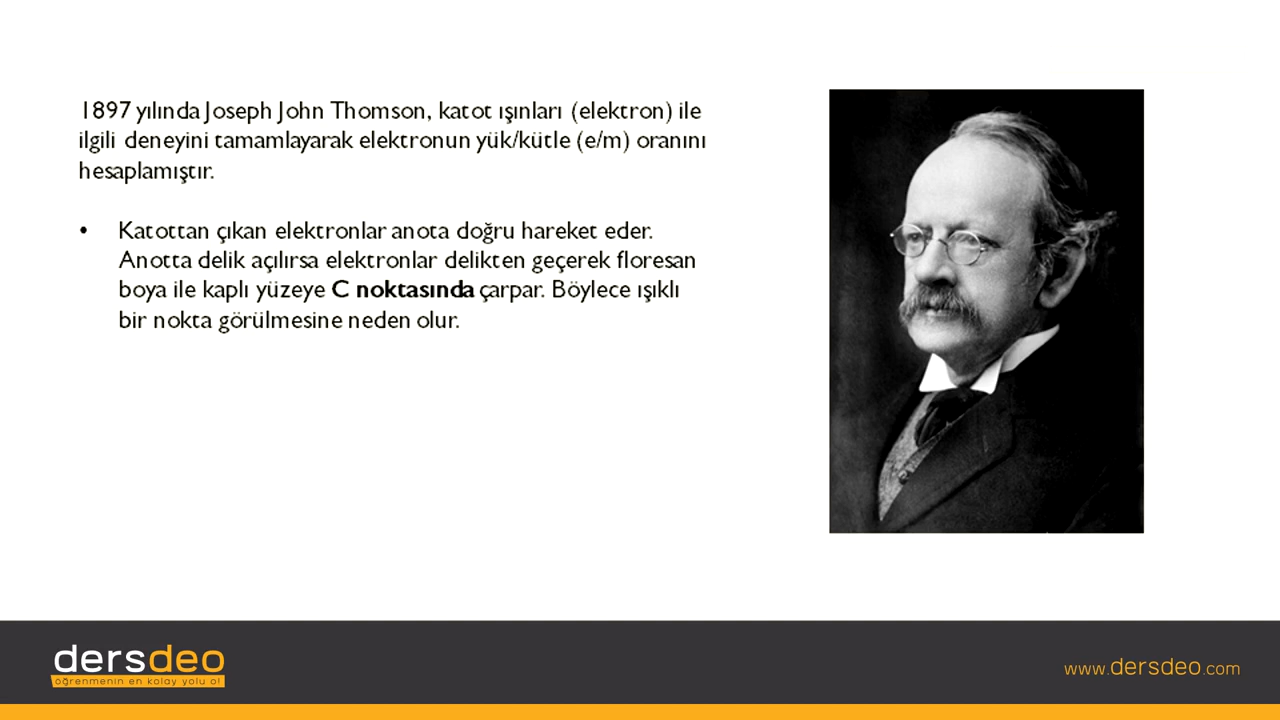 1897 yılında Joseph John Thomson, katot ışınları (elektron) ile
ilgili deneyini tamamlayarak elektronun yük/kütle (e/m) oranını
hesaplamıştır.
• Katottan çıkan elektronlar anota doğru hareket eder.
Anotta delik açılırsa elektronlar delikten geçerek floresan
boya ile kaplı yüzeye C noktasında çarpar. Böylece ışıklı
bir nokta görülmesine neden olur.
dersdeo
öğrenmenin en kolay yolu o!
www.dersdeo.com